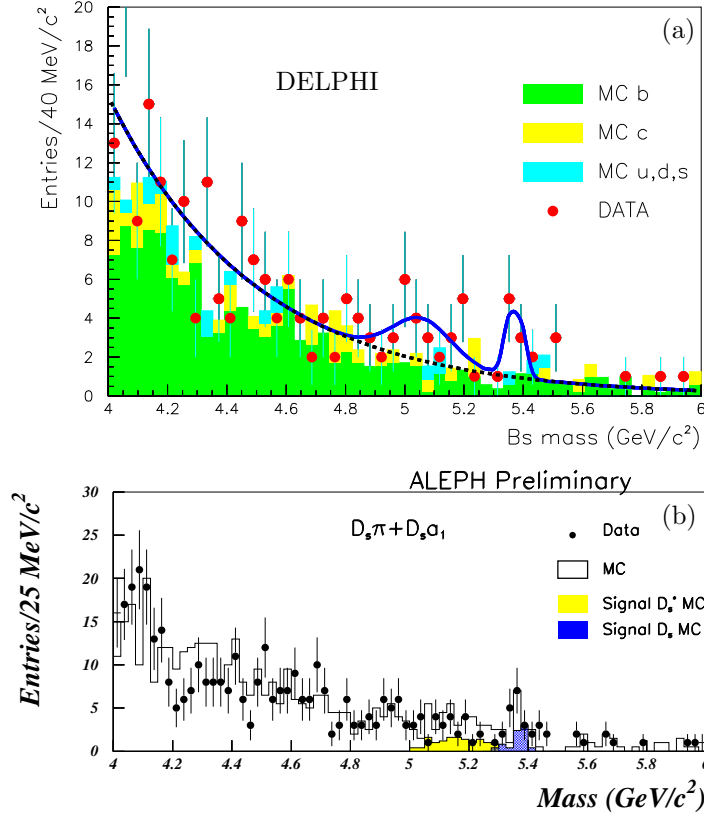 Entries/40 MeV/c²
20
18
16
14
12
10
8
6
4
2
0
(a)
DELPHI
MC b
MC c
MC u,d,s
DATA
4 4.2 4.4 4.6 4.8 5 5.2 5.4 5.6 5.8 6
Bs mass (GeV/c²)
ALEPH Preliminary
Entries/25 MeV/c²
30
25
20
15
10
5
0
(b)
DₛΠ+Dₛa₁
Data
MC
Signal Dₛ* MC
Signal Dₛ MC
4 4.2 4.4 4.6 4.8 5 5.2 5.4 5.6 5.8 6
Mass (GeV/c²)